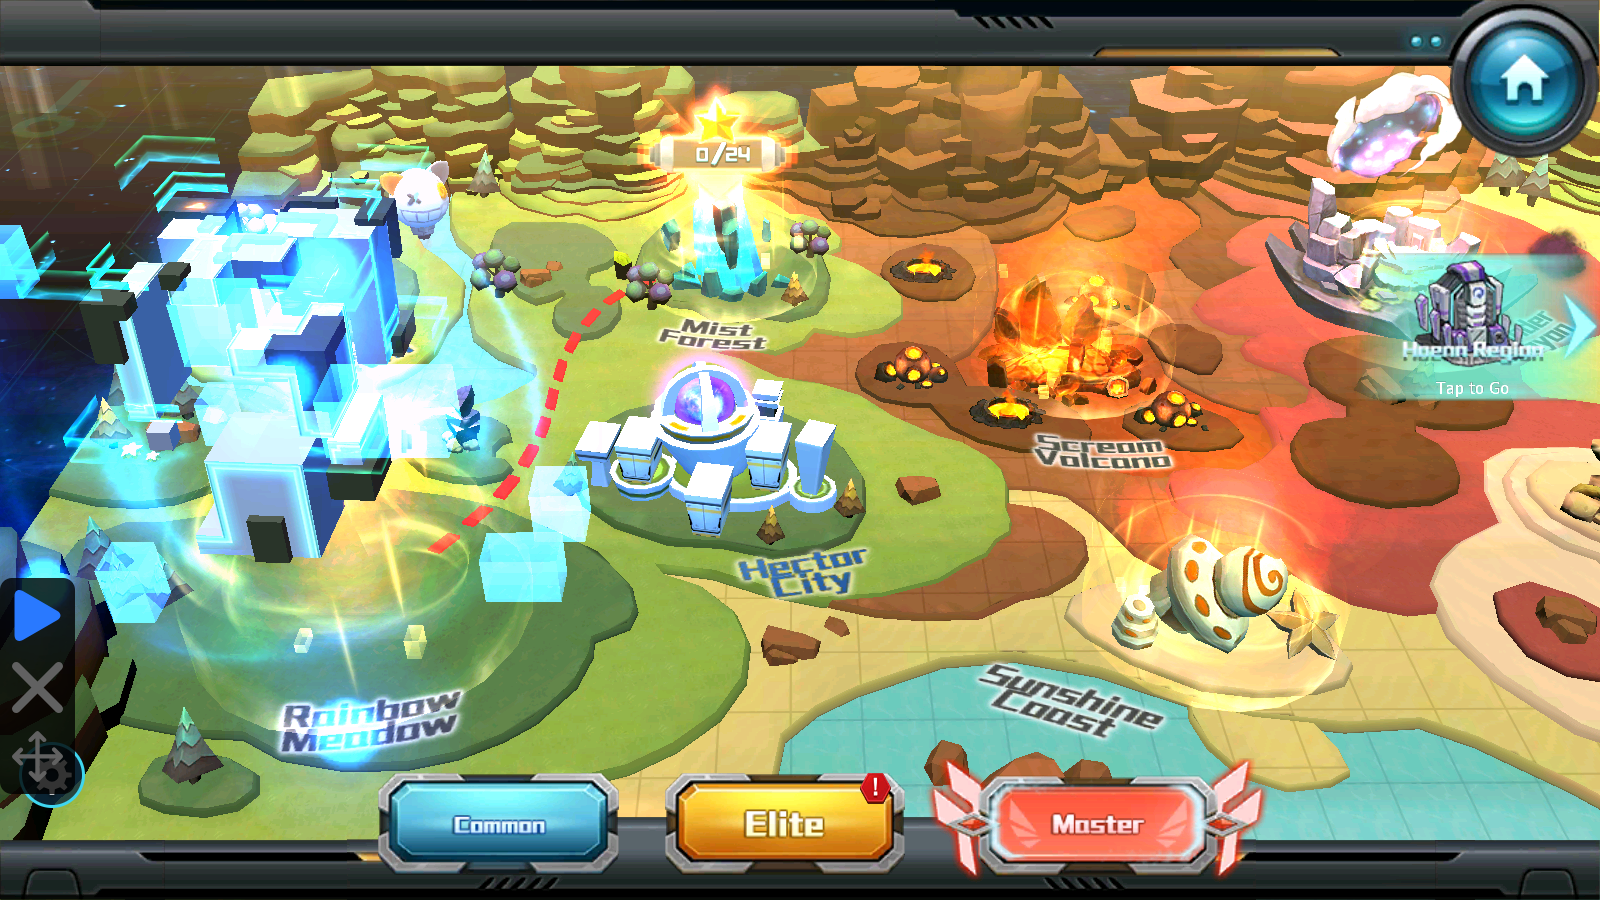 0/24
Mist
Forest
Hoeon Region
Tap to Go
Scream
Volcano
Hector
City
Sunshine
Coast
Rainbow
Meadow
Common
Elite
!
Master